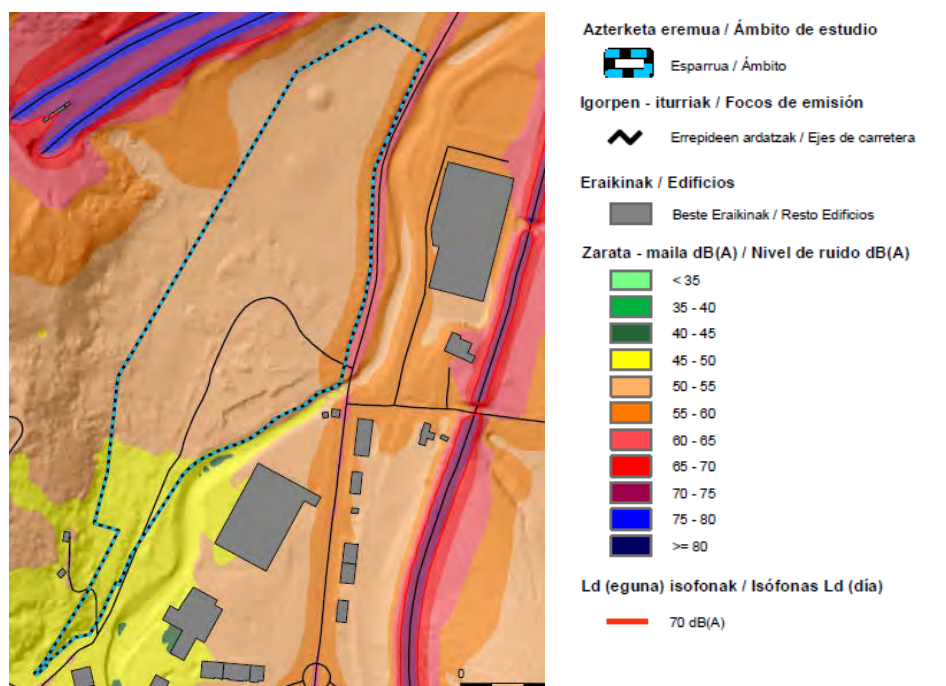 Azterketa eremua / Ámbito de estudio
Esparrua / Ámbito
Igorpen - iturriak / Focos de emisión
Errepideen ardatzak / Ejes de carretera
Eraikinak / Edificios
Beste Eraikinak / Resto Edificios
Zarata - maila dB(A) / Nivel de ruido dB(A)
< 35
35 - 40
40 - 45
45 - 50
50 - 55
55 - 60
60 - 65
65 - 70
70 - 75
75 - 80
>= 80
Ld (eguna) isofonak / Isófonas Ld (día)
70 dB(A)
0